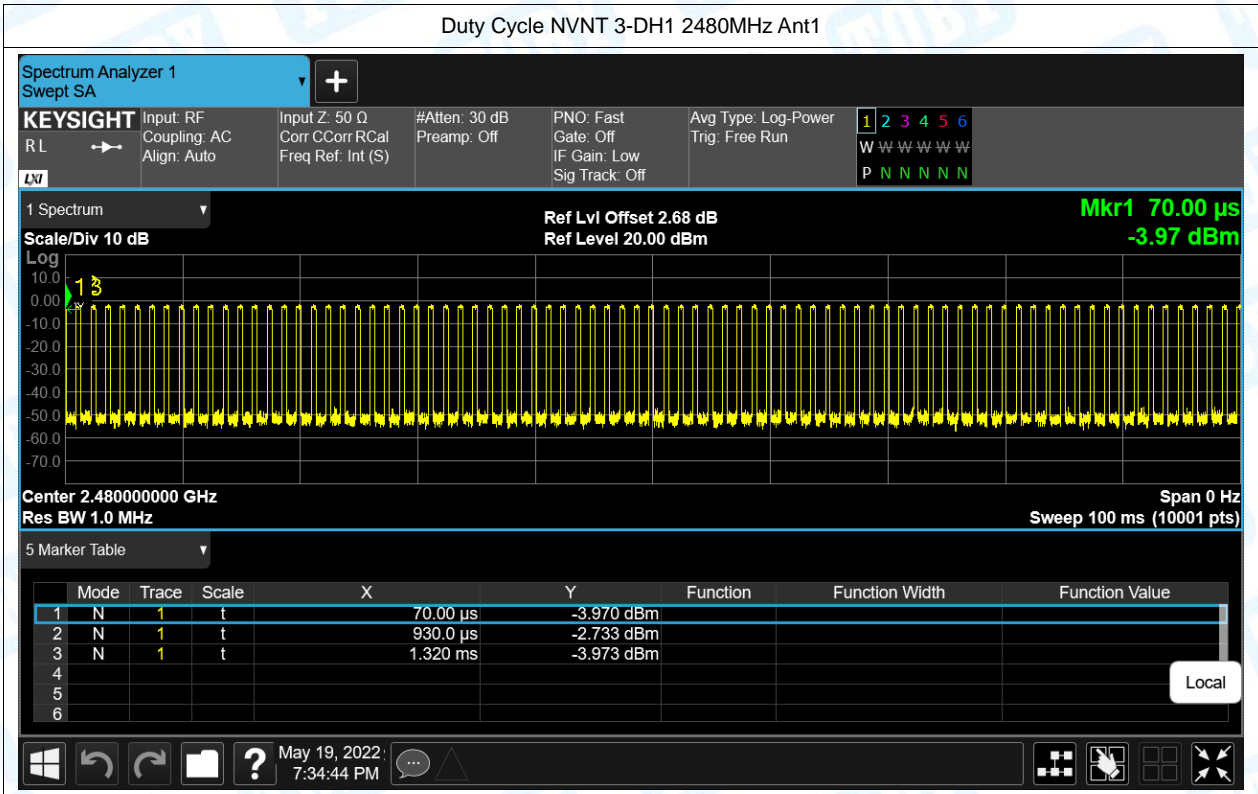 Duty Cycle NVNT 3-DH1 2480MHz Ant1
Spectrum Analyzer 1
Swept SA
+
KEYSIGHT
RL
LXI
Input: RF
Coupling: AC
Align: Auto
Input Z: 50 Ω
Corr CCorr RCal
Freq Ref: Int (S)
#Atten: 30 dB
Preamp: Off
PNO: Fast
Gate: Off
IF Gain: Low
Sig Track: Off
Avg Type: Log-Power
Trig: Free Run
1 2 3 4 5 6
W W W W W W
P N N N N N
1 Spectrum
Scale/Div 10 dB
Ref Lvl Offset 2.68 dB
Ref Level 20.00 dBm
Mkr1 70.00 µs
-3.97 dBm
Log
10.0
0.00
-10.0
-20.0
-30.0
-40.0
-50.0
-60.0
-70.0
1 3
Center 2.480000000 GHz
Res BW 1.0 MHz
Span 0 Hz
Sweep 100 ms (10001 pts)
5 Marker Table
Mode Trace Scale X Y Function Function Width Function Value
1 N 1 t 70.00 µs -3.970 dBm
2 N 1 t 930.0 µs -2.733 dBm
3 N 1 t 1.320 ms -3.973 dBm
4
5
6
Local
?
May 19, 2022
7:34:44 PM